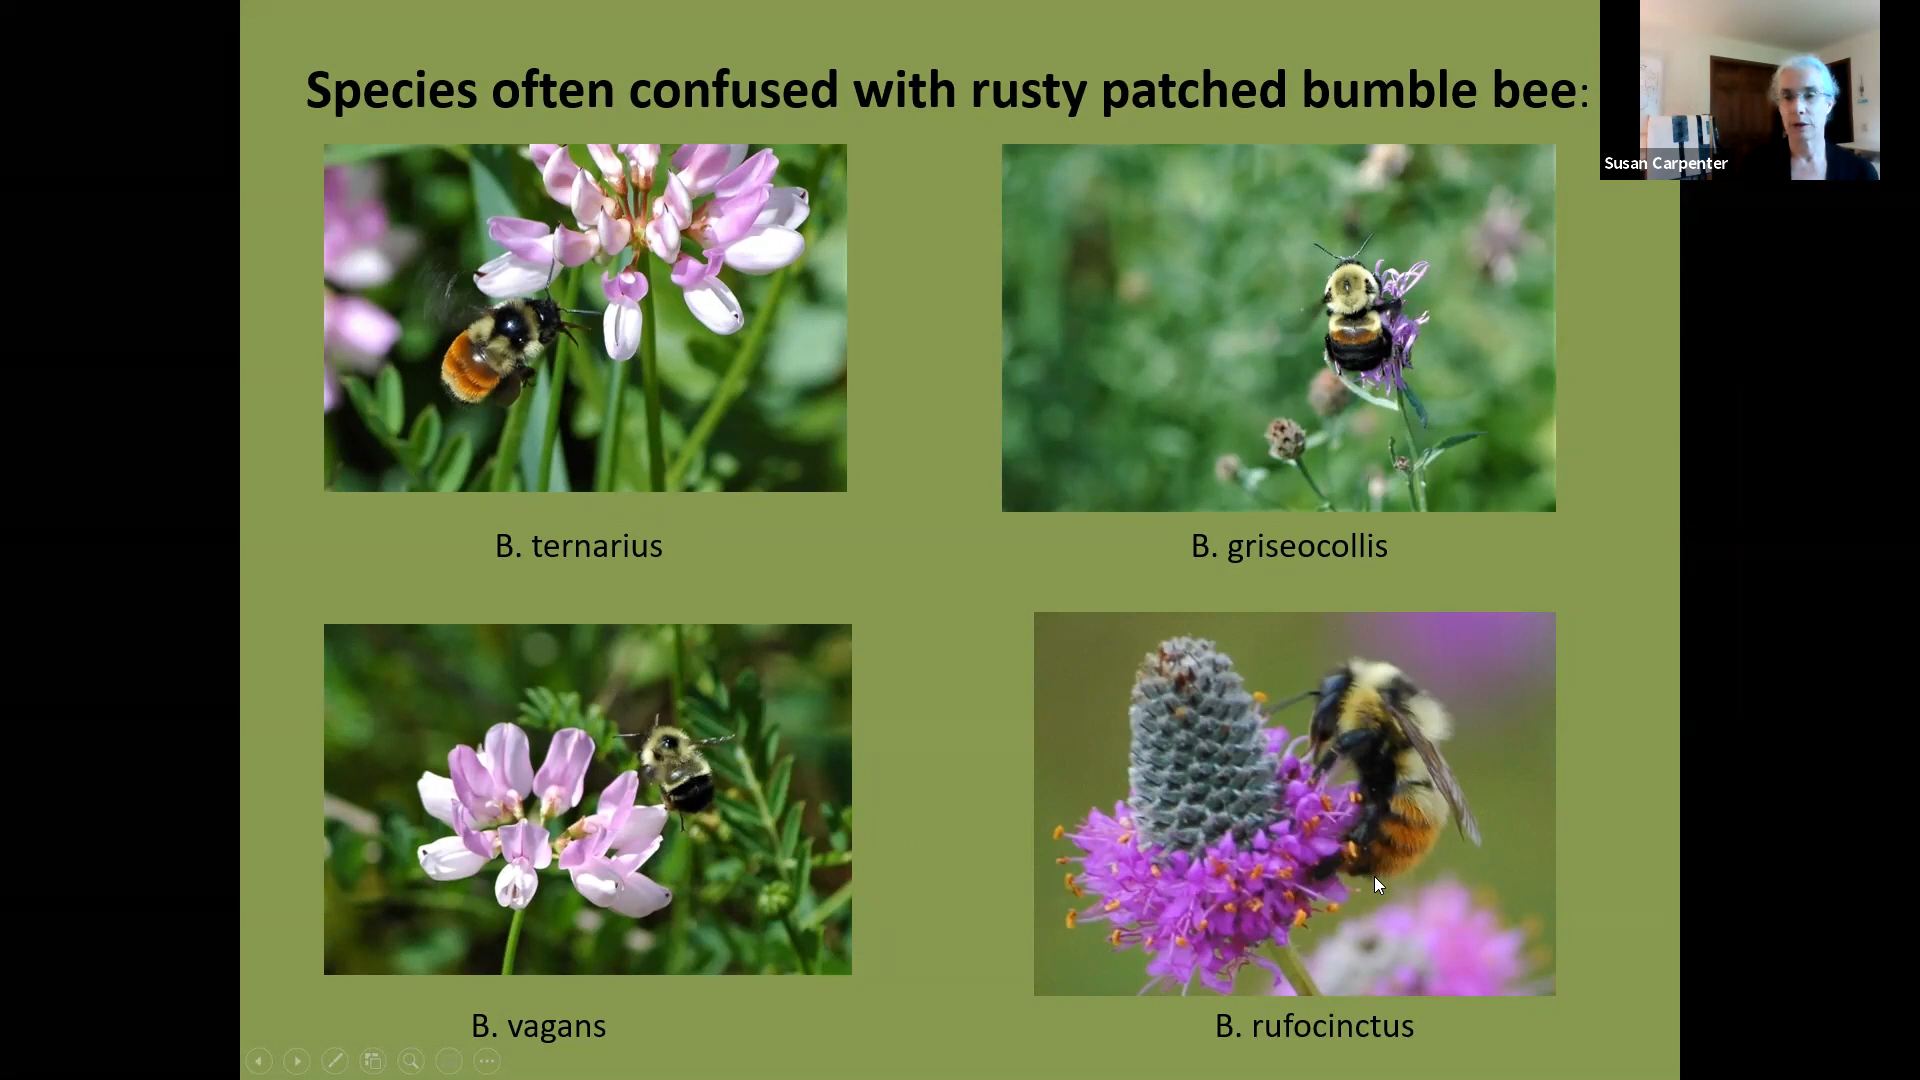 Species often confused with rusty patched bumble bee:
Susan Carpenter
B. ternarius
B. griseocollis
B. vagans
B. rufocinctus